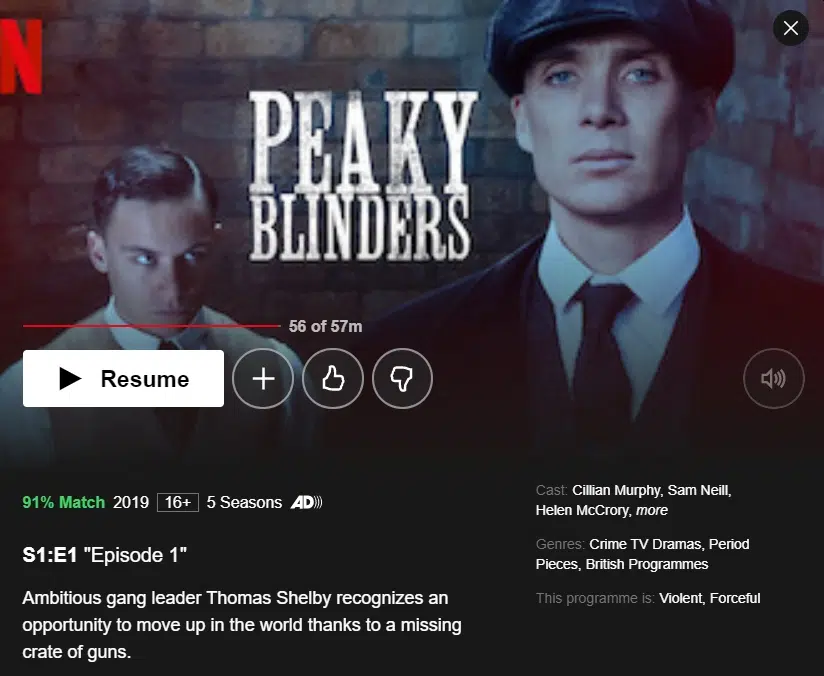 N
PEAKY
BLINDERS
56 of 57m
Resume
91% Match 2019 16+ 5 Seasons AD)))
S1:E1 "Episode 1"
Ambitious gang leader Thomas Shelby recognizes an
opportunity to move up in the world thanks to a missing
crate of guns.
Cast: Cillian Murphy, Sam Neill,
Helen McCrory, more
Genres: Crime TV Dramas, Period
Pieces, British Programmes
This programme is: Violent, Forceful